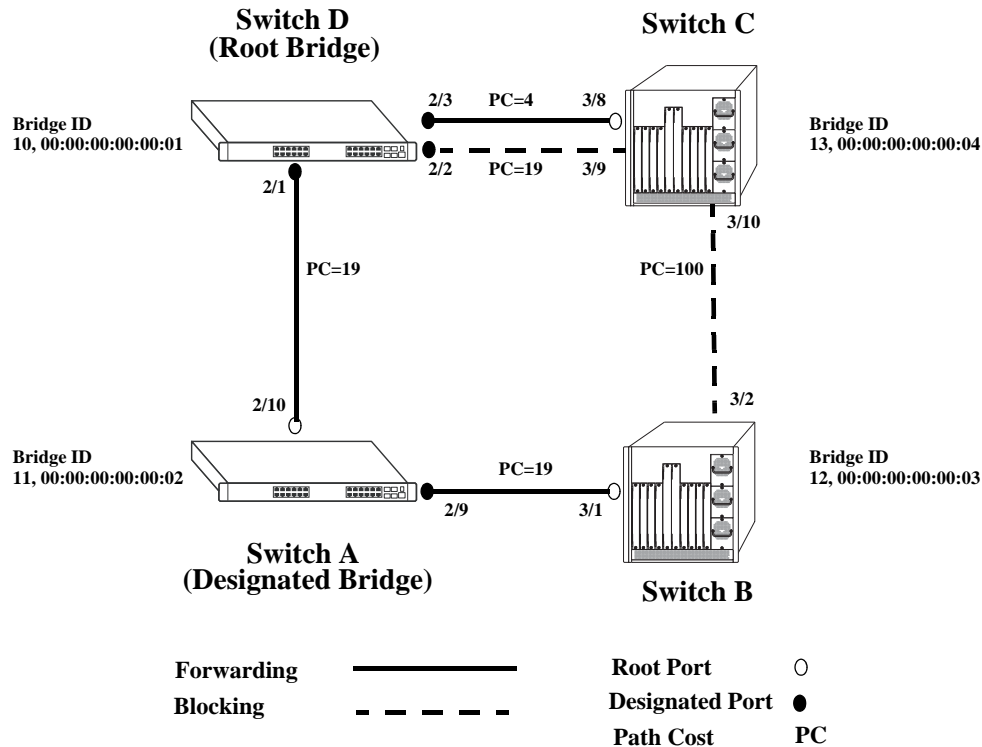 Switch D
(Root Bridge)
Switch C
2/3 PC=4 3/8
Bridge ID
10, 00:00:00:00:00:01
Bridge ID
13, 00:00:00:00:00:04
2/2 PC=19 3/9
2/1
3/10
PC=19
PC=100
2/10
3/2
Bridge ID
11, 00:00:00:00:00:02
PC=19
Bridge ID
12, 00:00:00:00:00:03
2/9 3/1
Switch A
(Designated Bridge)
Switch B
Forwarding
Blocking
Root Port
Designated Port
Path Cost PC